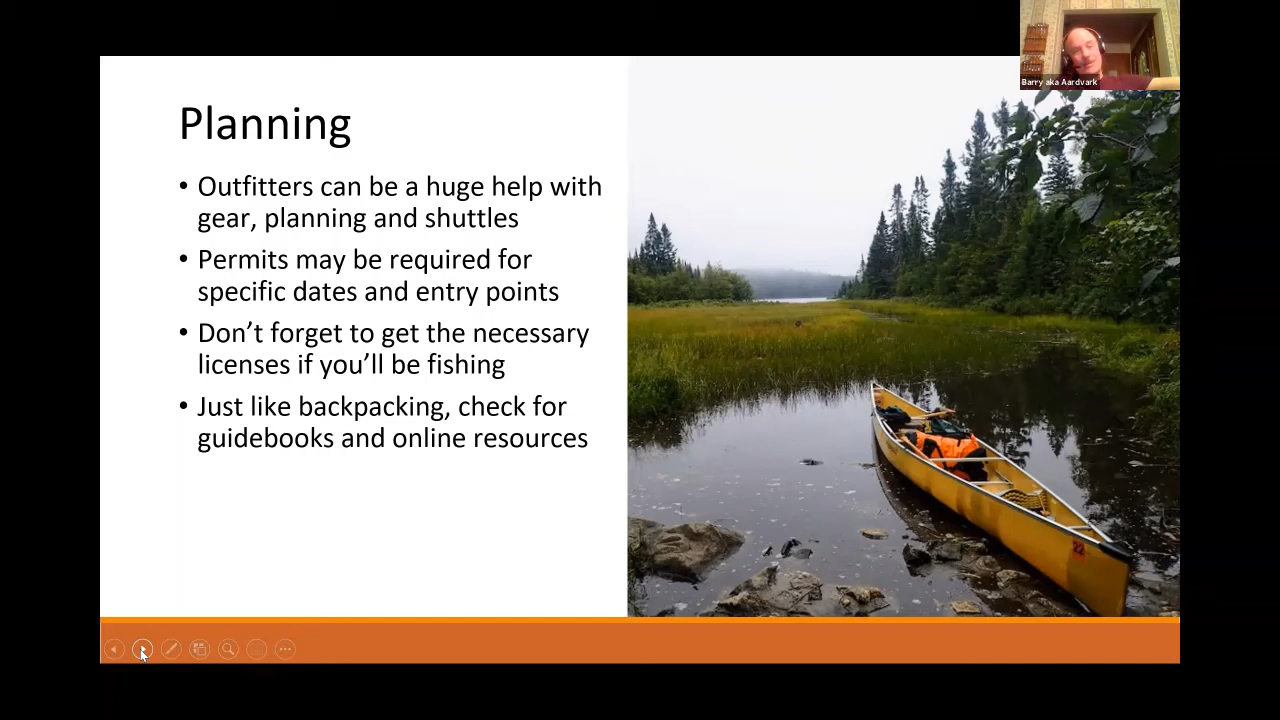 Barry aka Aardvark
Planning
• Outfitters can be a huge help with
gear, planning and shuttles
• Permits may be required for
specific dates and entry points
• Don’t forget to get the necessary
licenses if you’ll be fishing
• Just like backpacking, check for
guidebooks and online resources
22